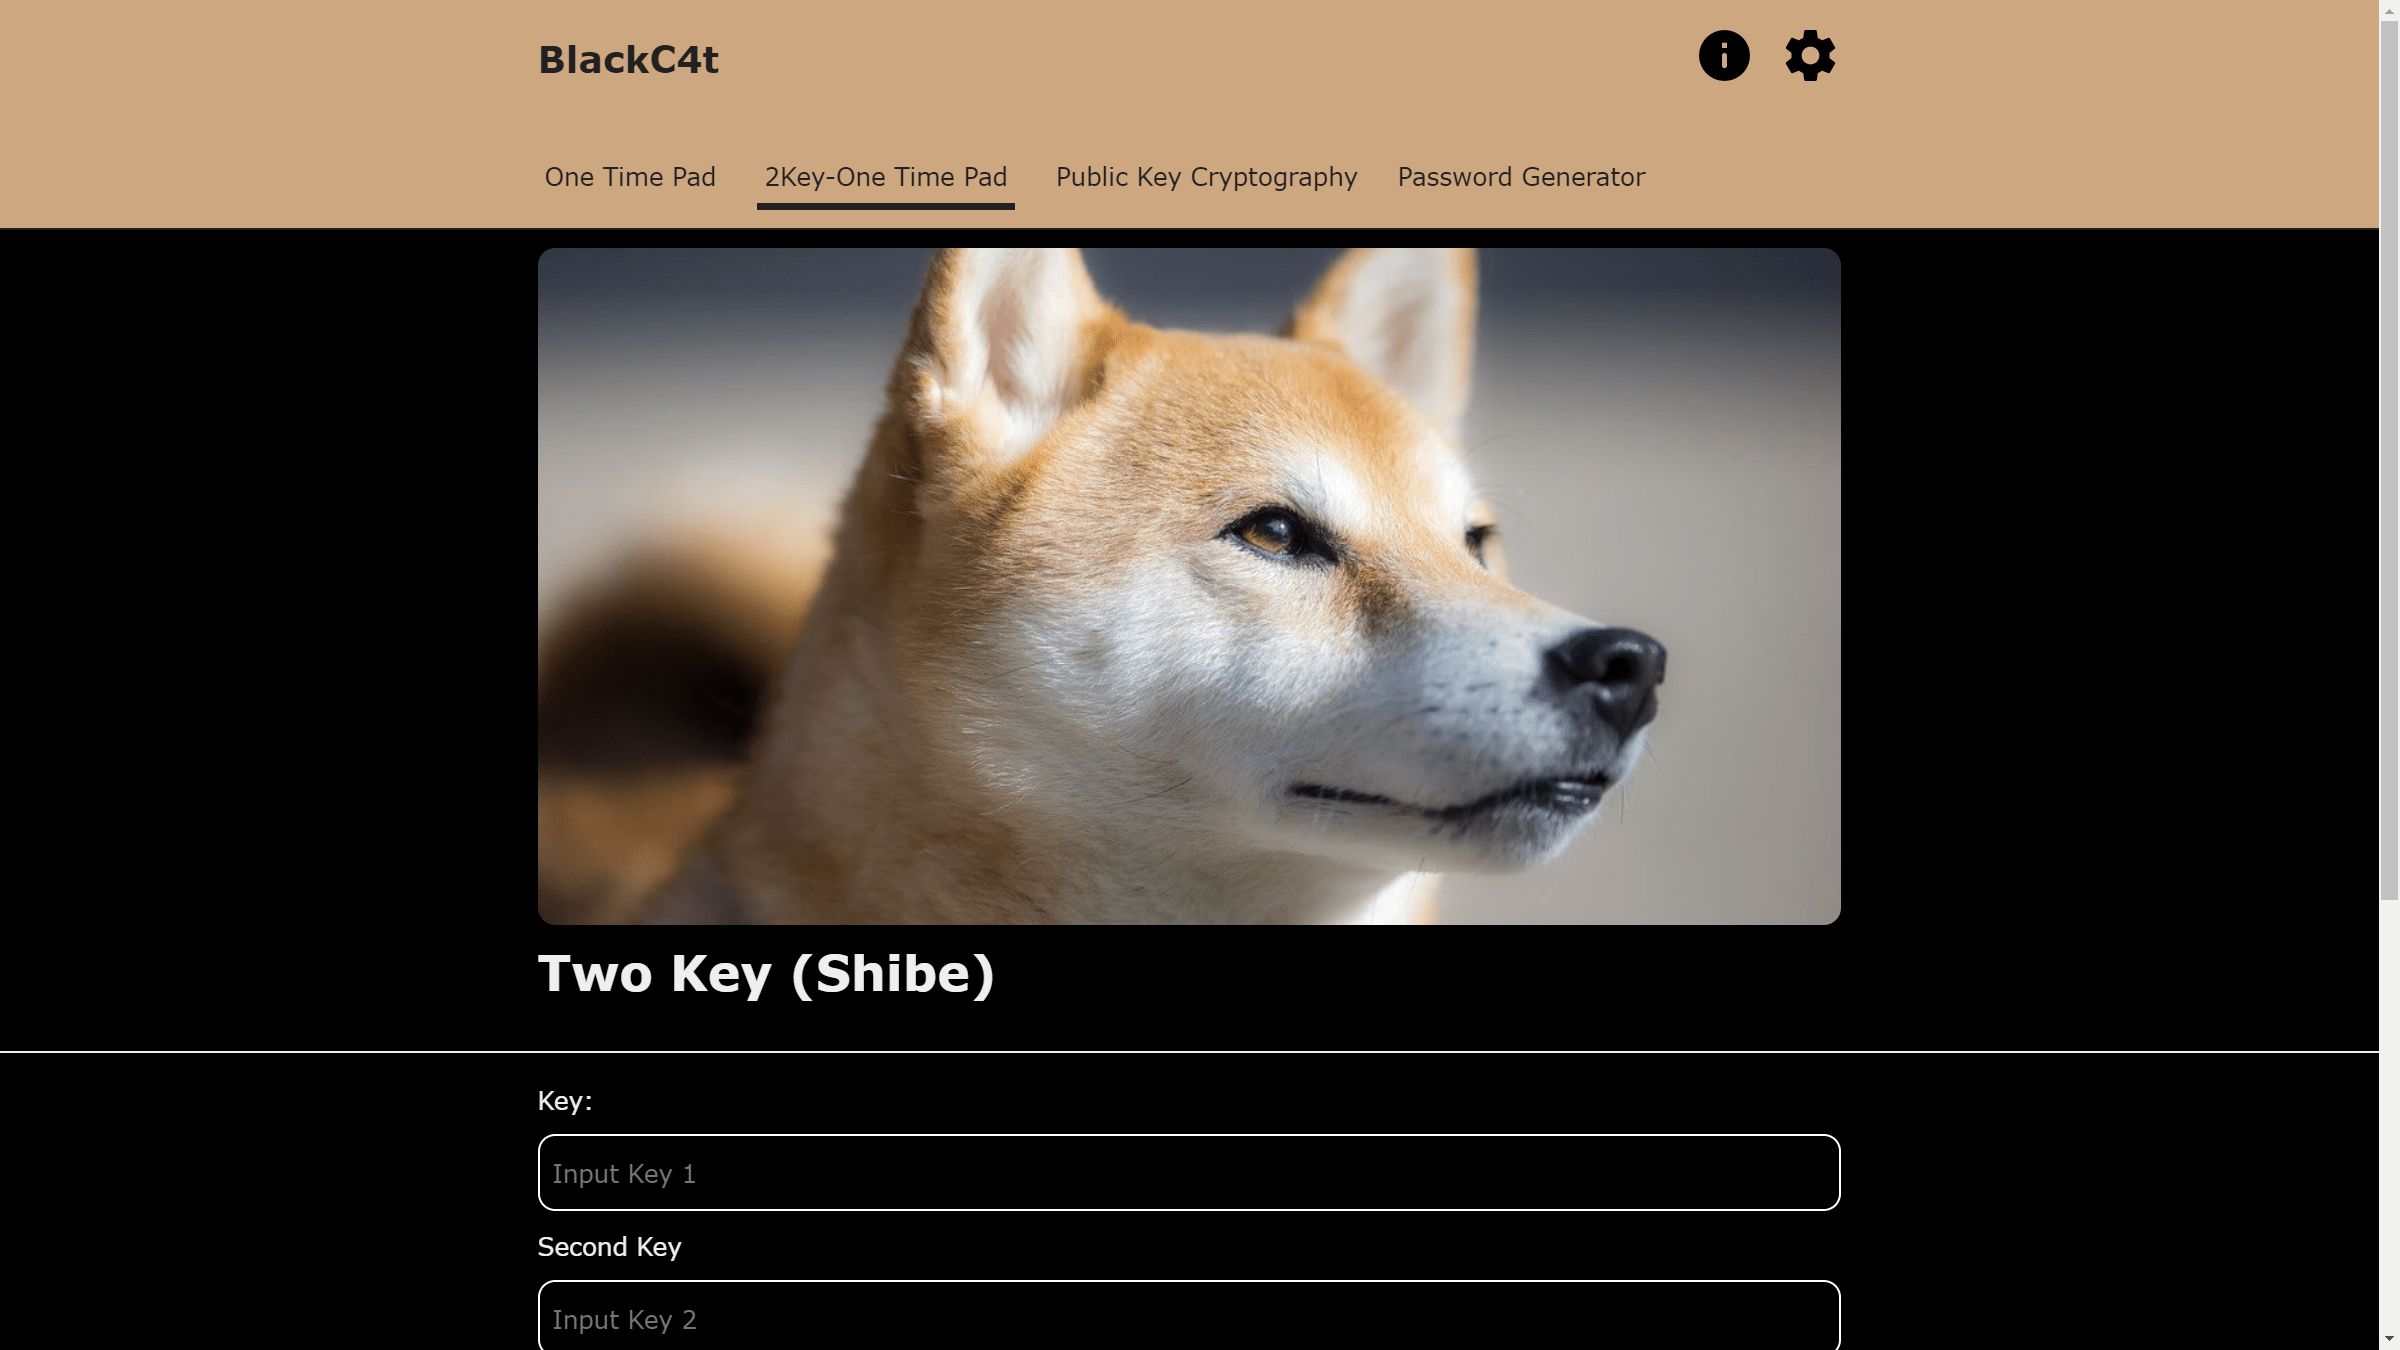 BlackC4t
One Time Pad 2Key-One Time Pad Public Key Cryptography Password Generator
Two Key (Shibe)
Key:
Input Key 1
Second Key
Input Key 2